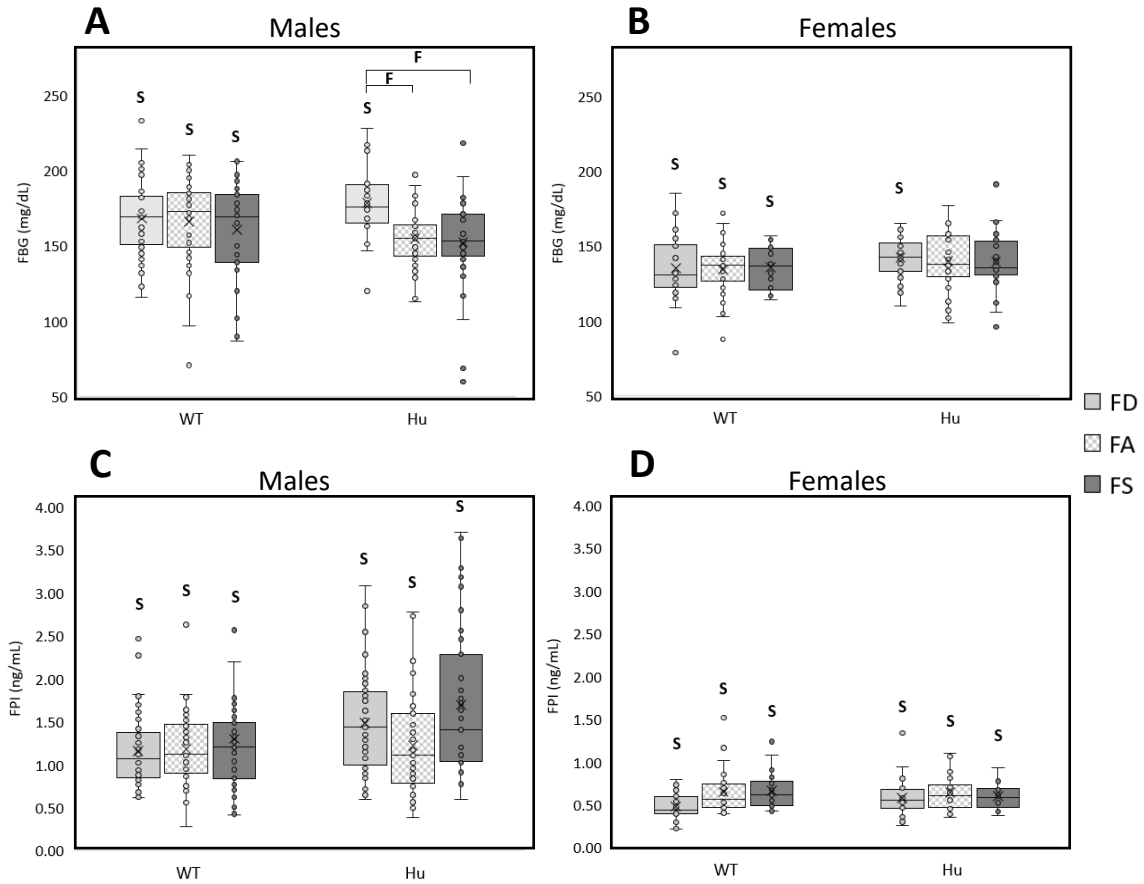 A Males
F
F
S
S
S
S
250
200
150
100
50
FBG (mg/dL)
WT Hu
B Females
S
S
S
S
250
200
150
100
50
FBG (mg/dL)
WT Hu
FD
FA
FS
C Males
S
S
S
S
S
S
4.00
3.50
3.00
2.50
2.00
1.50
1.00
0.50
0.00
FPI (ng/mL)
WT Hu
D Females
S
S
S
S
S
S
4.00
3.50
3.00
2.50
2.00
1.50
1.00
0.50
0.00
FPI (ng/mL)
WT Hu